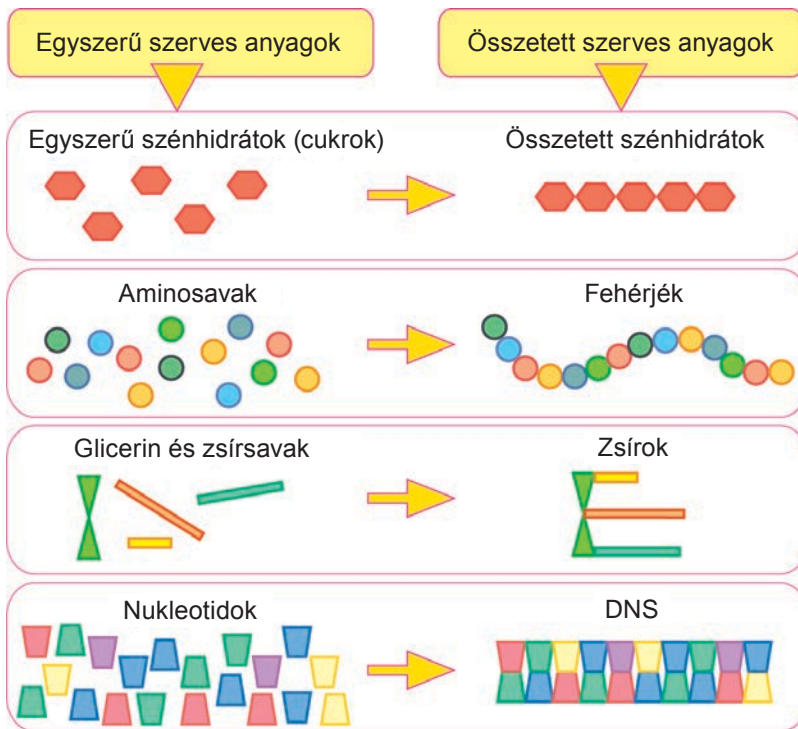 Egyszerű szerves anyagok
Összetett szerves anyagok
Egyszerű szénhidrátok (cukrok)
Összetett szénhidrátok
Aminosavak
Fehérjék
Glicerin és zsírsavak
Zsírok
Nukleotidok
DNS